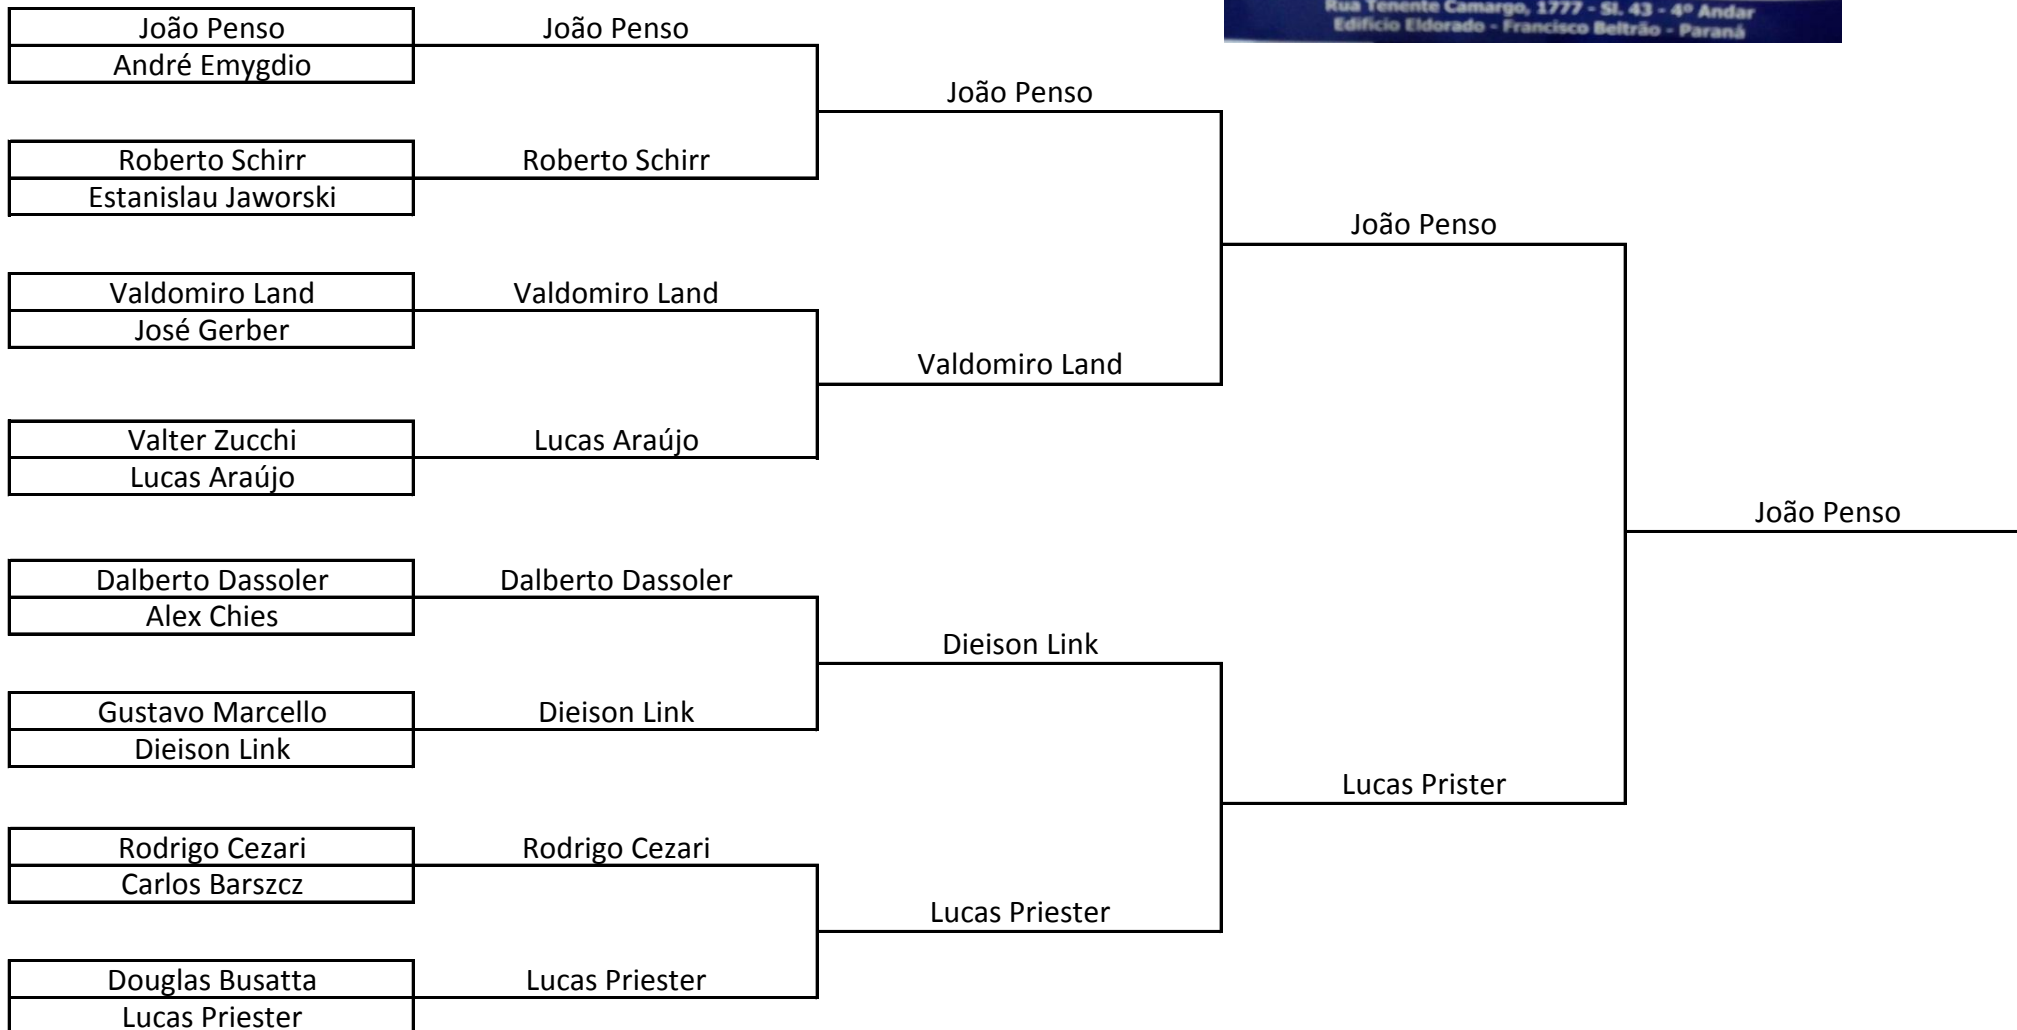 Rua Tenente Camargo, 1777 - Sl. 43 - 4º Andar
Edifício Eldorado - Francisco Beltrão - Paraná
João Penso
André Emygdio
Roberto Schirr
Estanislau Jaworski
Valdomiro Land
José Gerber
Valter Zucchi
Lucas Araújo
Dalberto Dassoler
Alex Chies
Gustavo Marcello
Dieison Link
Rodrigo Cezari
Carlos Barszcz
Douglas Busatta
Lucas Priester
João Penso
Roberto Schirr
Valdomiro Land
Lucas Araújo
Dalberto Dassoler
Dieison Link
Rodrigo Cezari
Lucas Priester
João Penso
Valdomiro Land
Dieison Link
Lucas Priester
João Penso
Lucas Prister
João Penso